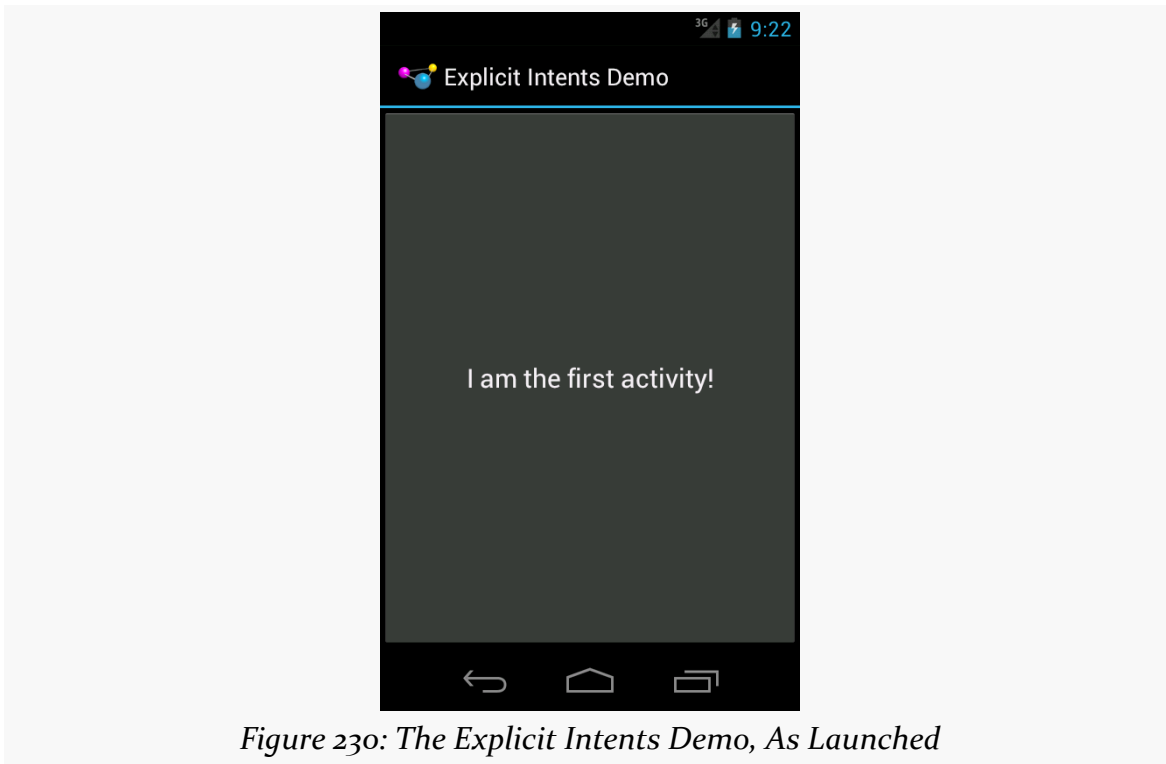 3G 9:22
Explicit Intents Demo
I am the first activity!
Figure 230: The Explicit Intents Demo, As Launched